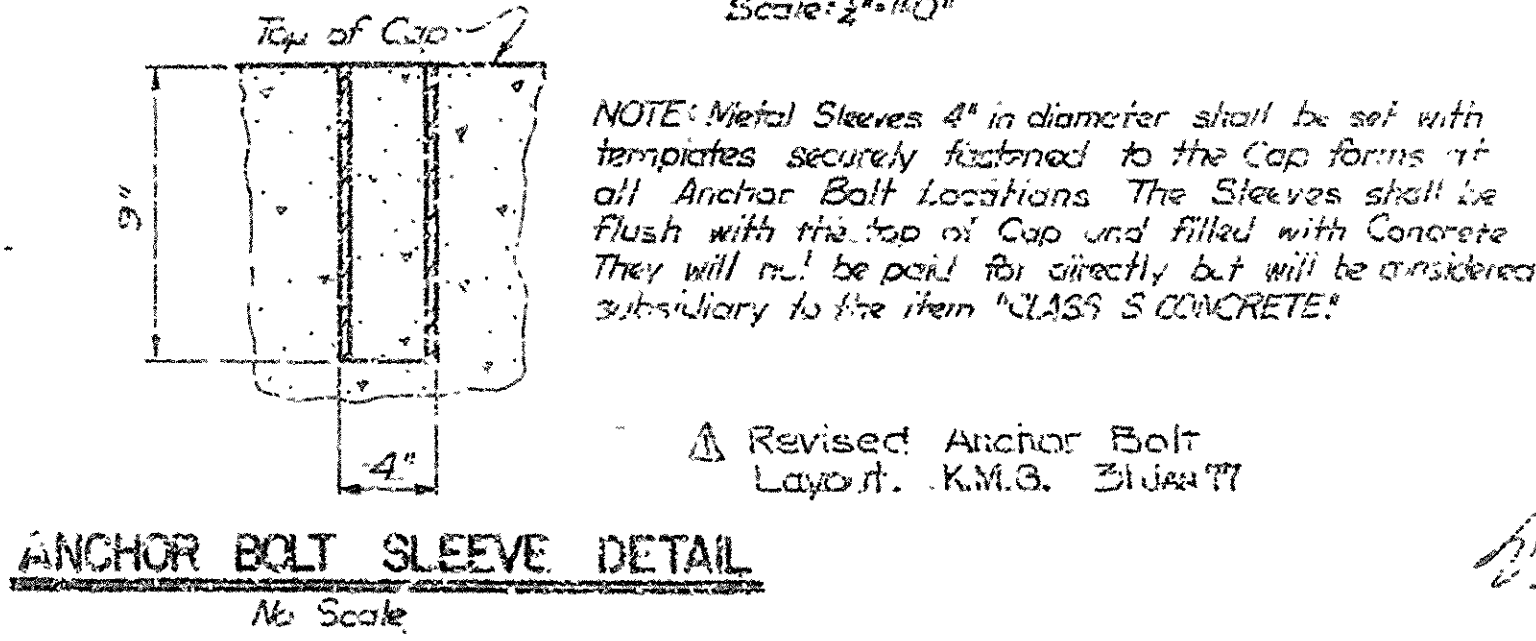 Scale: ½"=1'-0"
Top of Cap
9"
4"
NOTE: Metal Sleeves 4" in diameter shall be set with
templates securely fastened to the Cap forms at
all Anchor Bolt Locations The Sleeves shall be
flush with the top of Cap and filled with Concrete
They will not be paid for directly but will be considered
subsidiary to the item "CLASS S CONCRETE."
1 Revised Anchor Bolt
Layout. K.M.G. 31 JAN 77
ANCHOR BOLT SLEEVE DETAIL
No Scale